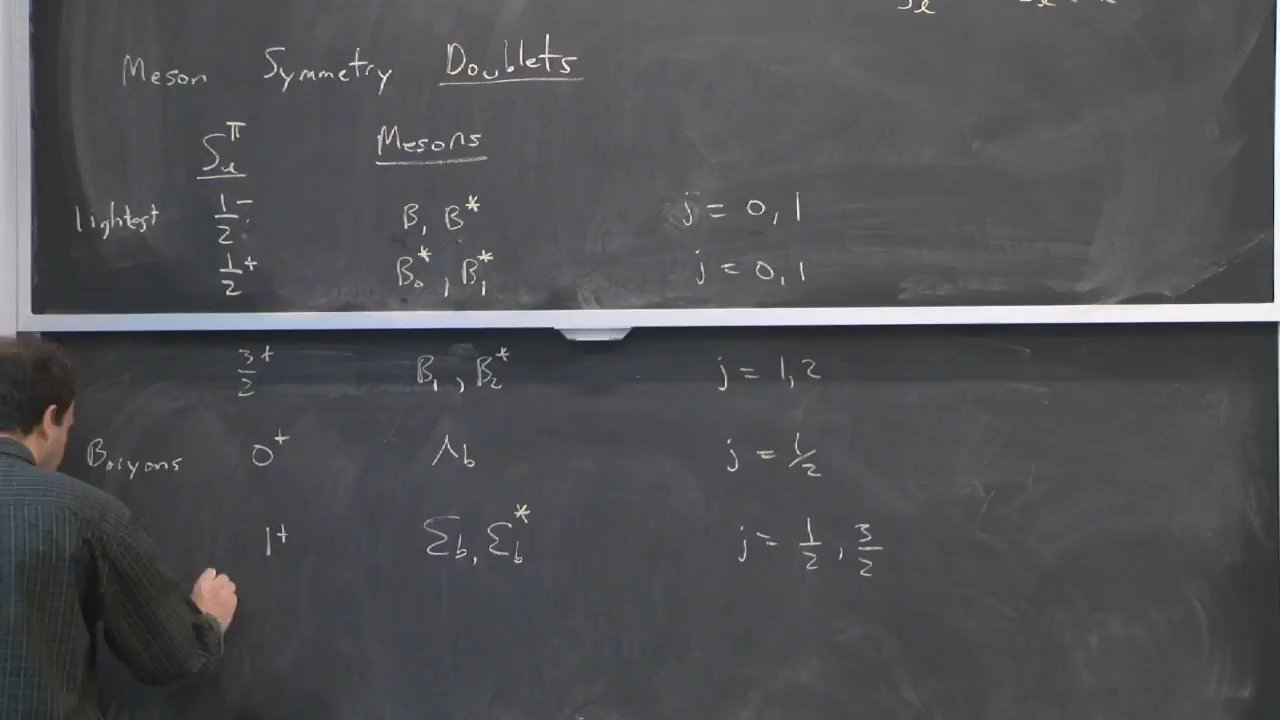 Meson Symmetry Doublets
S_ℓ^π Mesons
lightest 1/2^- B, B^* j = 0, 1
1/2^+ B_0^*, B_1^* j = 0, 1
3/2^+ B_1, B_2^* j = 1, 2
Baryons 0^+ Λ_b j = 1/2
1^+ Σ_b, Σ_b^* j = 1/2, 3/2